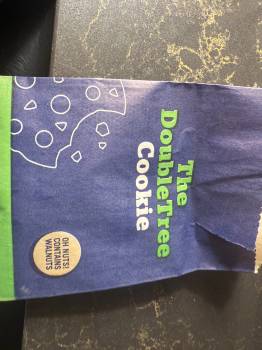 The
DoubleTree
Cookie
OH NUTS!
CONTAINS
WALNUTS